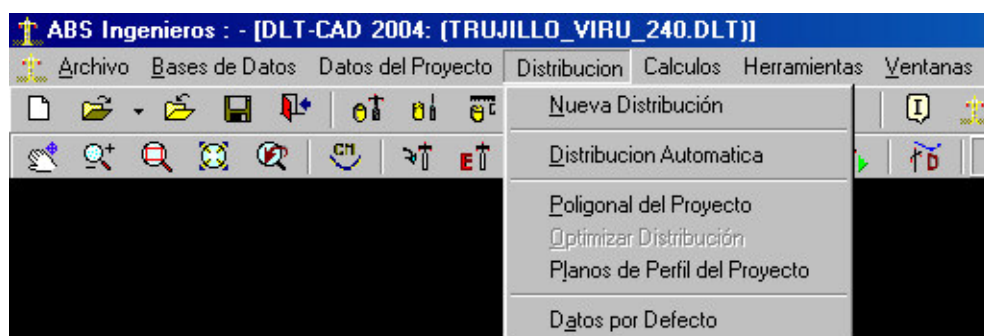 ABS Ingenieros : - [DLT-CAD 2004: (TRUJILLO_VIRU_240.DLT)]
Archivo Bases de Datos Datos del Proyecto Distribucion Calculos Herramientas Ventanas
Nueva Distribución
I
CM
E
D
Distribucion Automatica
Poligonal del Proyecto
Optimizar Distribución
Planos de Perfil del Proyecto
Datos por Defecto